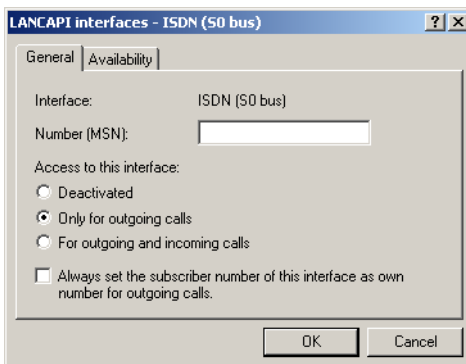 LANCAPI interfaces - ISDN (S0 bus)
General Availability
Interface: ISDN (S0 bus)
Number (MSN):
Access to this interface:
Deactivated
Only for outgoing calls
For outgoing and incoming calls
Always set the subscriber number of this interface as own
number for outgoing calls.
OK Cancel